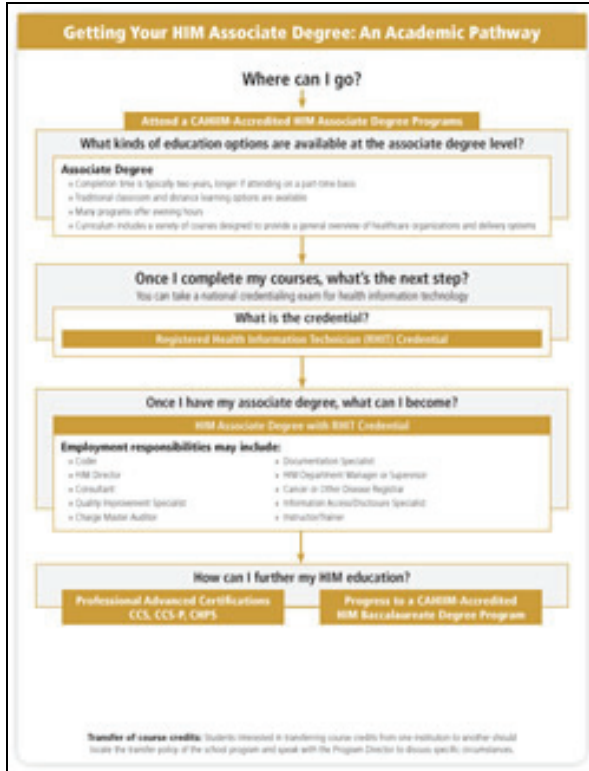 Getting Your HIM Associate Degree: An Academic Pathway
Where can I go?
Attend a CAHIIM-Accredited HIM Associate Degree Programs
What kinds of education options are available at the associate degree level?
Associate Degree
» Completion time is typically two years, longer if attending on a part-time basis
» Traditional classroom and distance learning options are available
» Many programs offer evening hours
» Curriculum includes a variety of courses designed to provide a general overview of healthcare organizations and delivery systems
Once I complete my courses, what's the next step?
You can take a national credentialing exam for health information technology
What is the credential?
Registered Health Information Technician (RHIT) Credential
Once I have my associate degree, what can I become?
HIM Associate Degree with RHIT Credential
Employment responsibilities may include:
» Coder
» HIM Director
» Consultant
» Quality Improvement Specialist
» Charge Master Auditor
» Documentation Specialist
» HIM Department Manager or Supervisor
» Cancer or Other Disease Registrar
» Information Access/Disclosure Specialist
» Instructor/Trainer
How can I further my HIM education?
Professional Advanced Certifications
CCS, CCS-P, CHPS
Progress to a CAHIIM-Accredited
HIM Baccalaureate Degree Program
Transfer of course credits: Students interested in transferring course credits from one institution to another should
locate the transfer policy of the school program and speak with the Program Director to discuss specific circumstances.